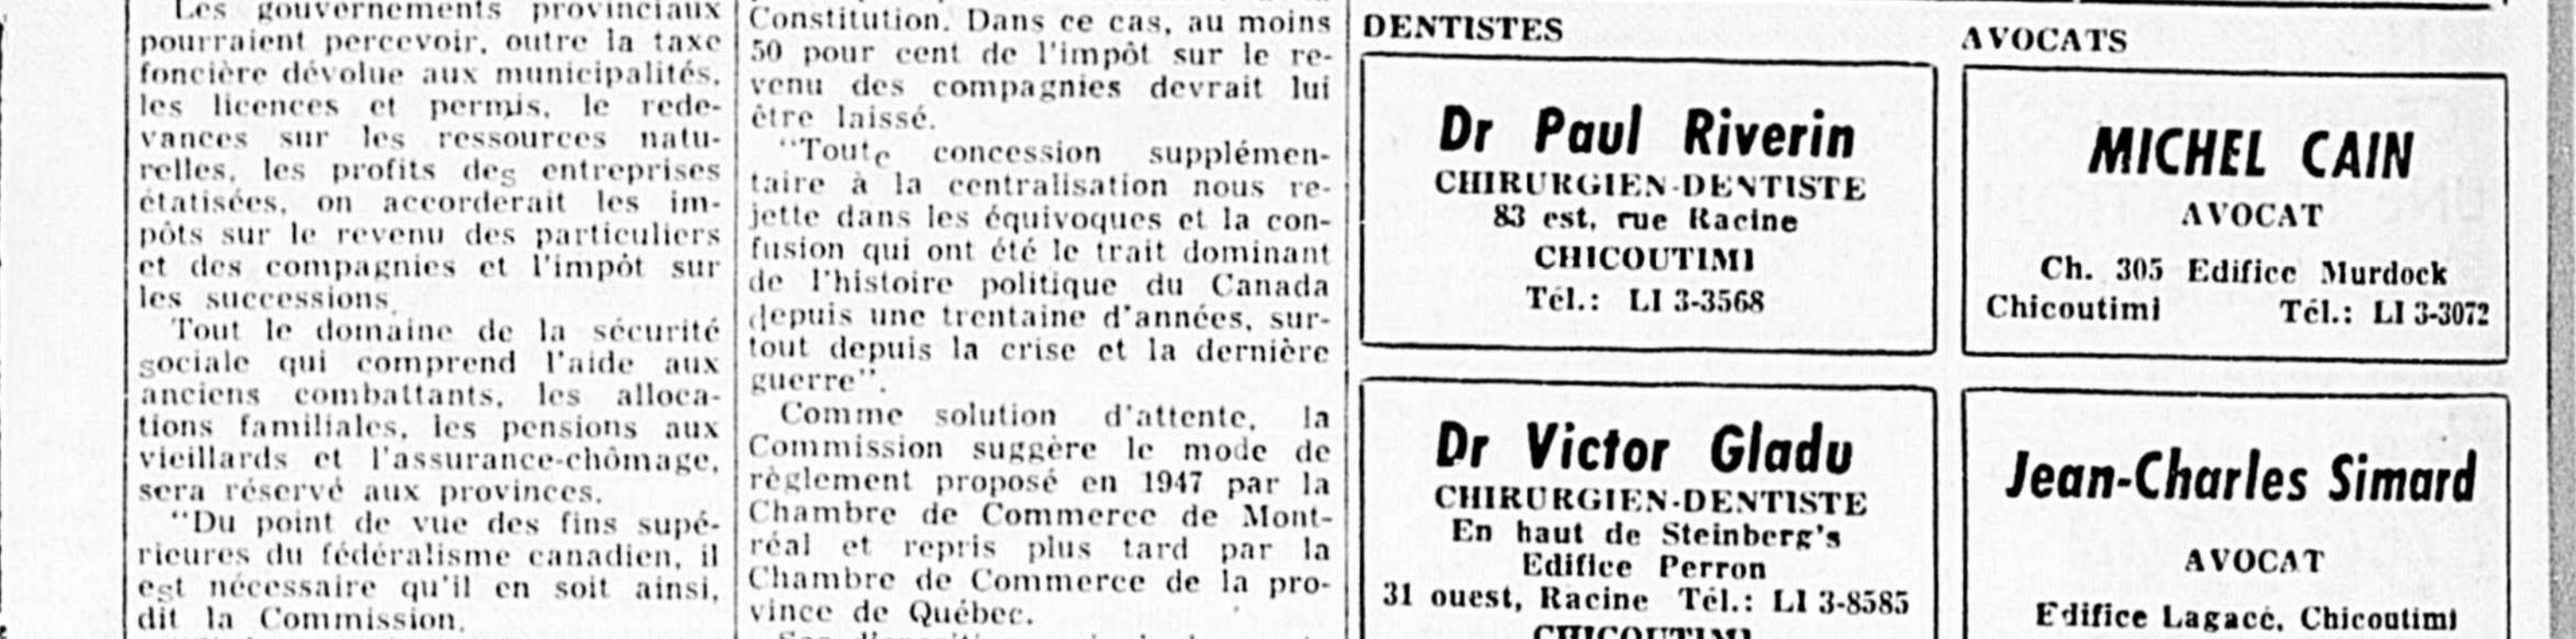 Les gouvernements provinciaux
pourraient percevoir, outre la taxe
foncière dévolue aux municipalités,
les licences et permis, le rede-
vances sur les ressources natu-
relles, les profits des entreprises
étatisées, on accorderait les im-
pôts sur le revenu des particuliers
et des compagnies et l'impôt sur
les successions.
Tout le domaine de la sécurité
sociale qui comprend l'aide aux
anciens combattants, les alloca-
tions familiales, les pensions aux
vieillards et l'assurance-chômage,
sera réservé aux provinces.
"Du point de vue des fins supé-
rieures du fédéralisme canadien, il
est nécessaire qu'il en soit ainsi,
dit la Commission.
Constitution. Dans ce cas, au moins
50 pour cent de l'impôt sur le re-
venu des compagnies devrait lui
être laissé.
"Toute concession supplémen-
taire à la centralisation nous re-
jette dans les équivoques et la con-
fusion qui ont été le trait dominant
de l'histoire politique du Canada
depuis une trentaine d'années, sur-
tout depuis la crise et la dernière
guerre".
Comme solution d'attente, la
Commission suggère le mode de
règlement proposé en 1947 par la
Chambre de Commerce de Mont-
réal et repris plus tard par la
Chambre de Commerce de la pro-
vince de Québec.
DENTISTES
Dr Paul Riverin
CHIRURGIEN-DENTISTE
83 est, rue Racine
CHICOUTIMI
Tél.: LI 3-3568
Dr Victor Gladu
CHIRURGIEN-DENTISTE
En haut de Steinberg's
Edifice Perron
31 ouest, Racine Tél.: LI 3-8585
CHICOUTIMI
AVOCATS
MICHEL CAIN
AVOCAT
Ch. 305 Edifice Murdock
Chicoutimi Tél.: LI 3-3072
Jean-Charles Simard
AVOCAT
Edifice Lagacé, Chicoutimi